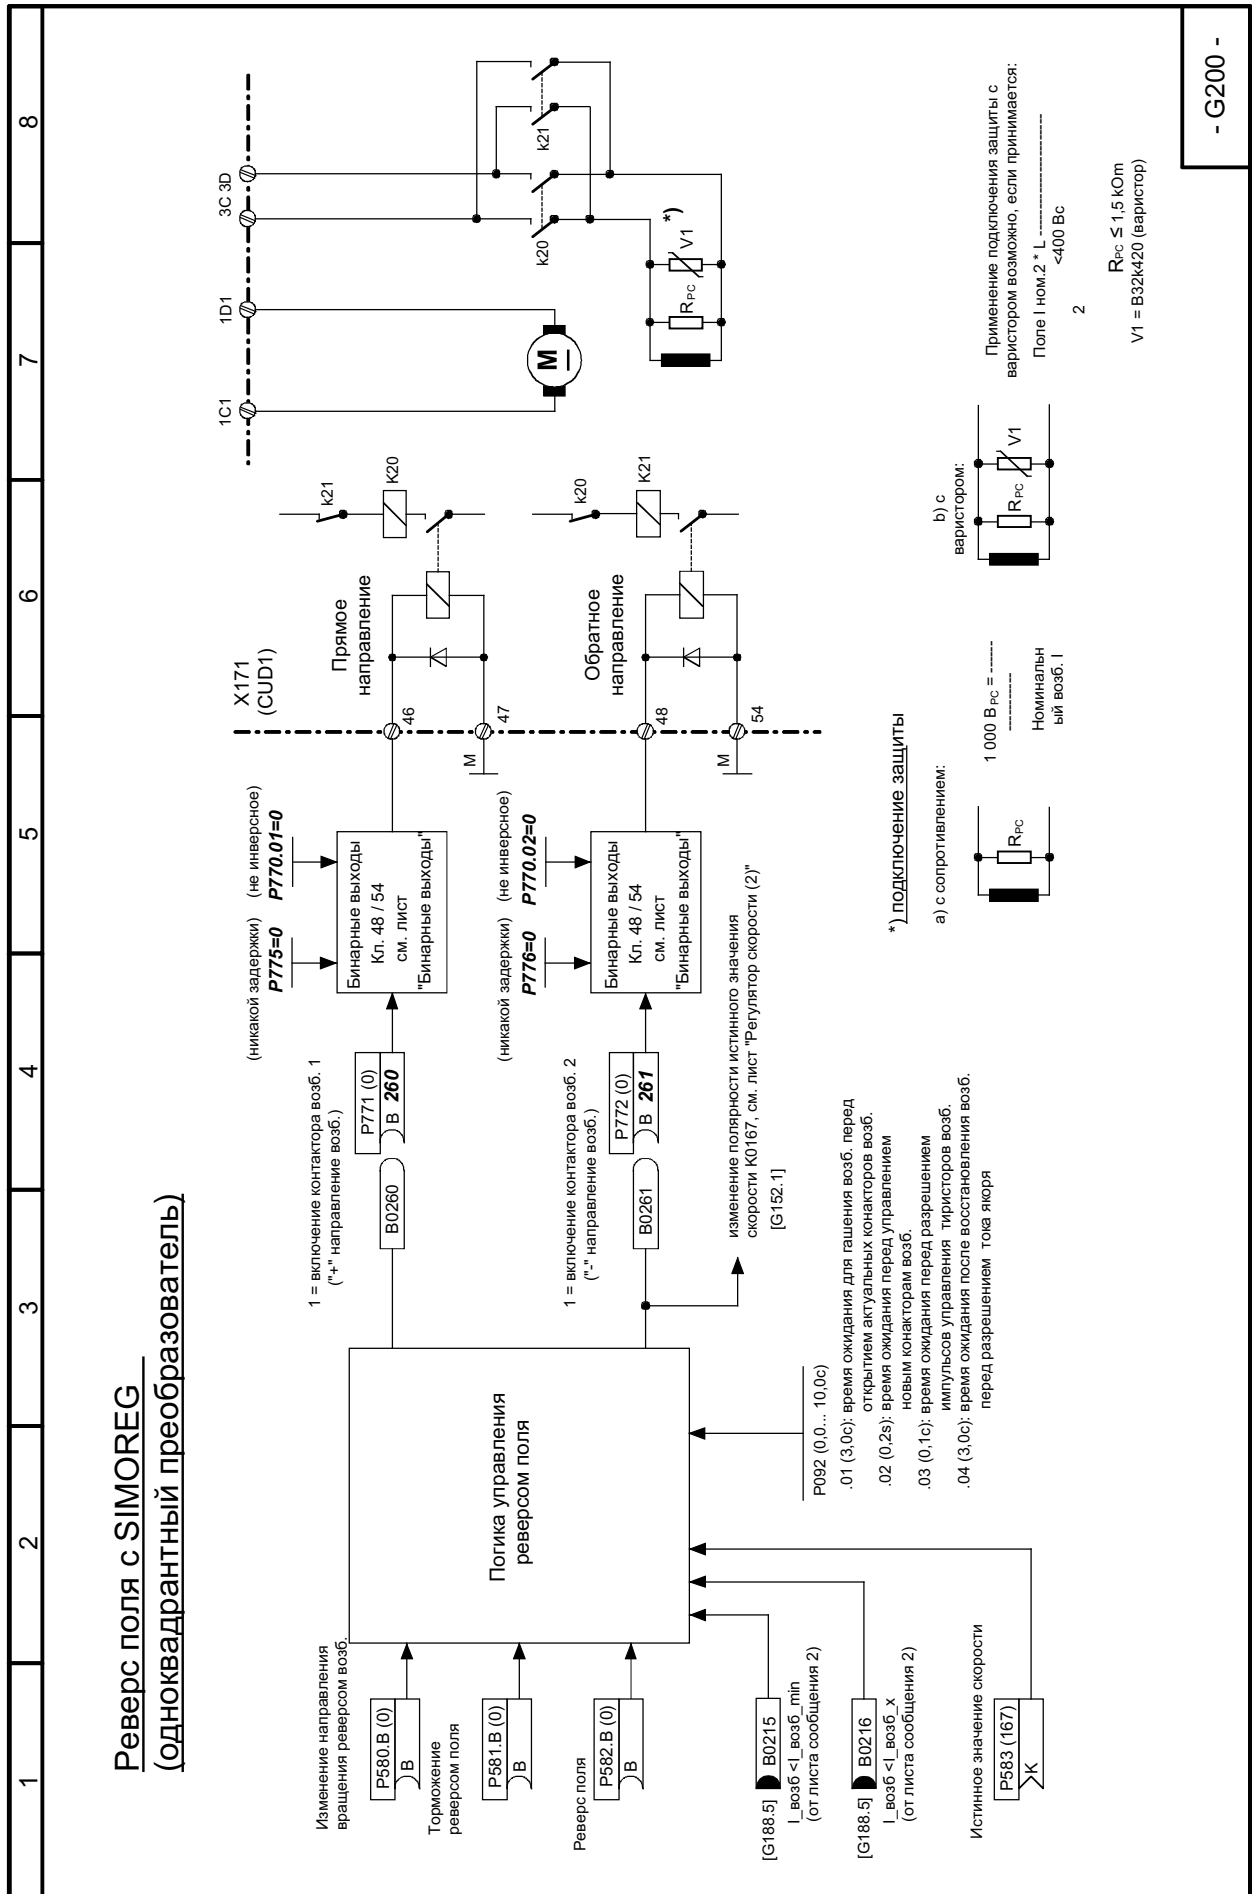 Реверс поля с SIMOREG
(одноквадрантный преобразователь)
Изменение направления
вращения реверсом возб.
P580.B (0)
B
Торможение
реверсом поля
P581.B (0)
B
Реверс поля
P582.B (0)
B
[G188.5]
B0215
I_возб <I_возб_min
(от листа сообщения 2)
[G188.5]
B0216
I_возб <I_возб_x
(от листа сообщения 2)
Истинное значение скорости
P583 (167)
K
Погика управления
реверсом поля
P092 (0,0... 10,0с)
.01 (3,0с): время ожидания для гашения возб. перед
открытием актуальных конакторов возб.
.02 (0,2s): время ожидания перед управлением
новым конакторам возб.
.03 (0,1с): время ожидания перед разрешением
импульсов управления тиристоров возб.
.04 (3,0с): время ожидания после восстановления возб.
перед разрешением тока якоря
1 = включение контактора возб. 1
("+" направление возб.)
B0260
P771 (0)
B 260
1 = включение контактора возб. 2
("-" направление возб.)
B0261
P772 (0)
B 261
изменение полярности истинного значения
скорости K0167, см. лист "Регулятор скорости (2)"
[G152.1]
(никакой задержки)
P775=0
(не инверсное)
P770.01=0
Бинарные выходы
Кл. 48 / 54
см. лист
"Бинарные выходы"
(никакой задержки)
P776=0
(не инверсное)
P770.02=0
Бинарные выходы
Кл. 48 / 54
см. лист
"Бинарные выходы"
X171
(CUD1)
46
M
47
48
M
54
Прямое
направление
k21
K20
Обратное
направление
k20
K21
1C1
1D1
3C 3D
M
k20
k21
RPC
V1
*)
*) подключение защиты
a) с сопротивлением:
RPC
1 000 В PC = ------
------------
Номинальн
ый возб. I
b) с
варистором:
RPC
V1
Применение подключения защиты с
варистором возможно, если принимается:
Поле I ном.2 * L --------------------
<400 Вс
2
RPC ≤ 1,5 kOm
V1 = B32k420 (варистор)
1
2
3
4
5
6
7
8
- G200 -